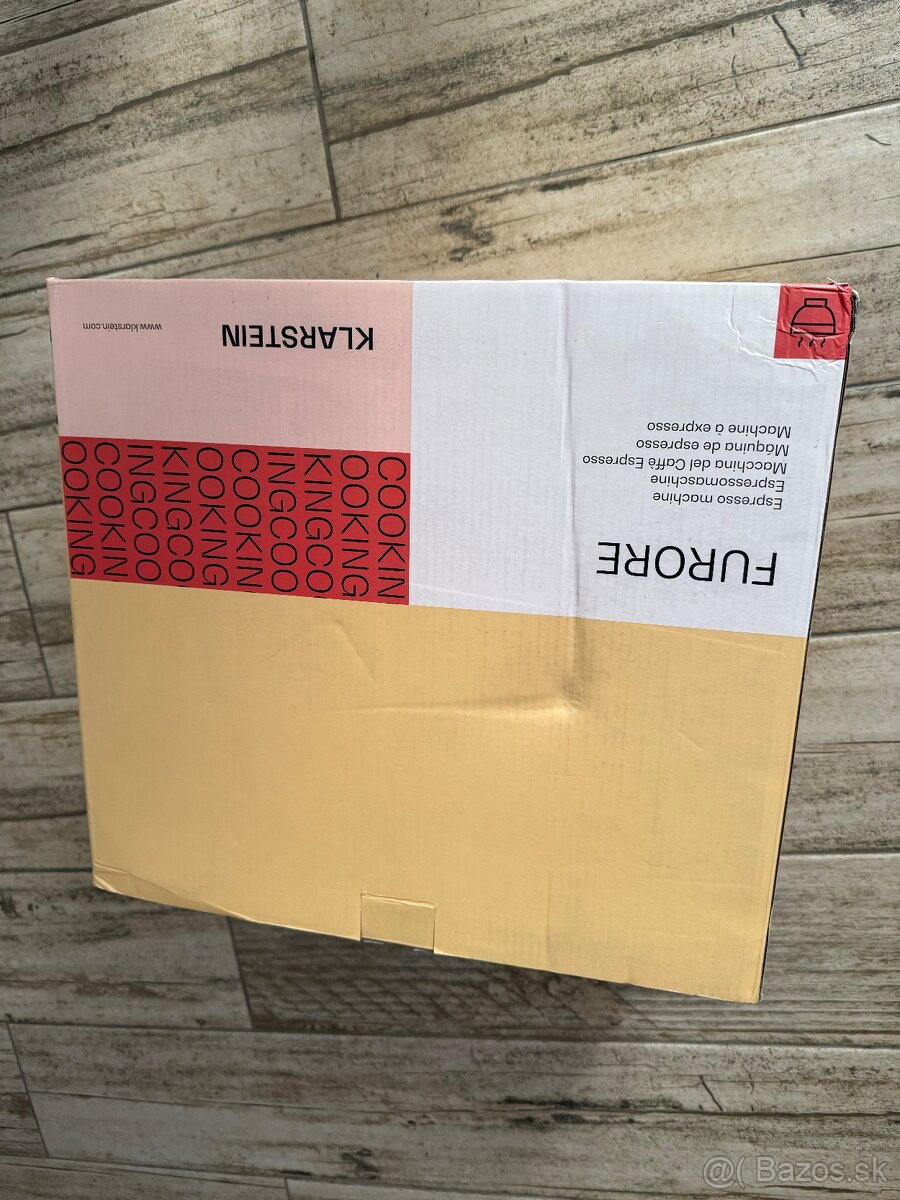 FURORE
Espresso machine
Espressomaschine
Macchina del Caffè Espresso
Máquina de espresso
Machine à expresso
COOKIN
OOKING
KINGCO
INGCOO
COOKIN
OOKING
KINGCO
INGCOO
COOKIN
OOKING
KLARSTEIN
www.klarstein.com
@( Bazos.sk